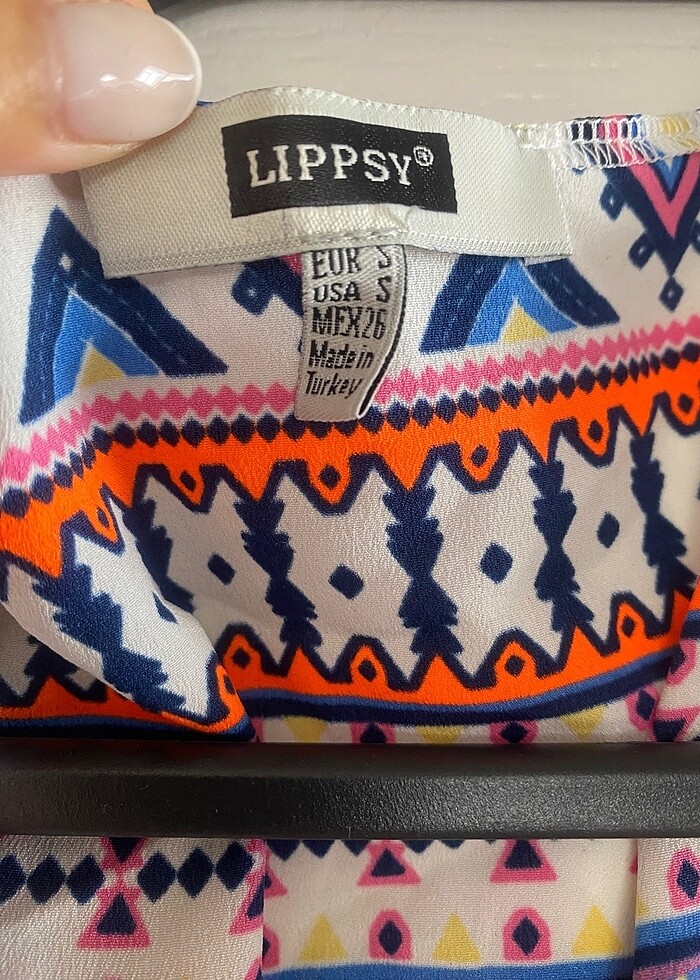 LIPPSY®
EUR S
USA S
MEX 26
Made in
Turkey